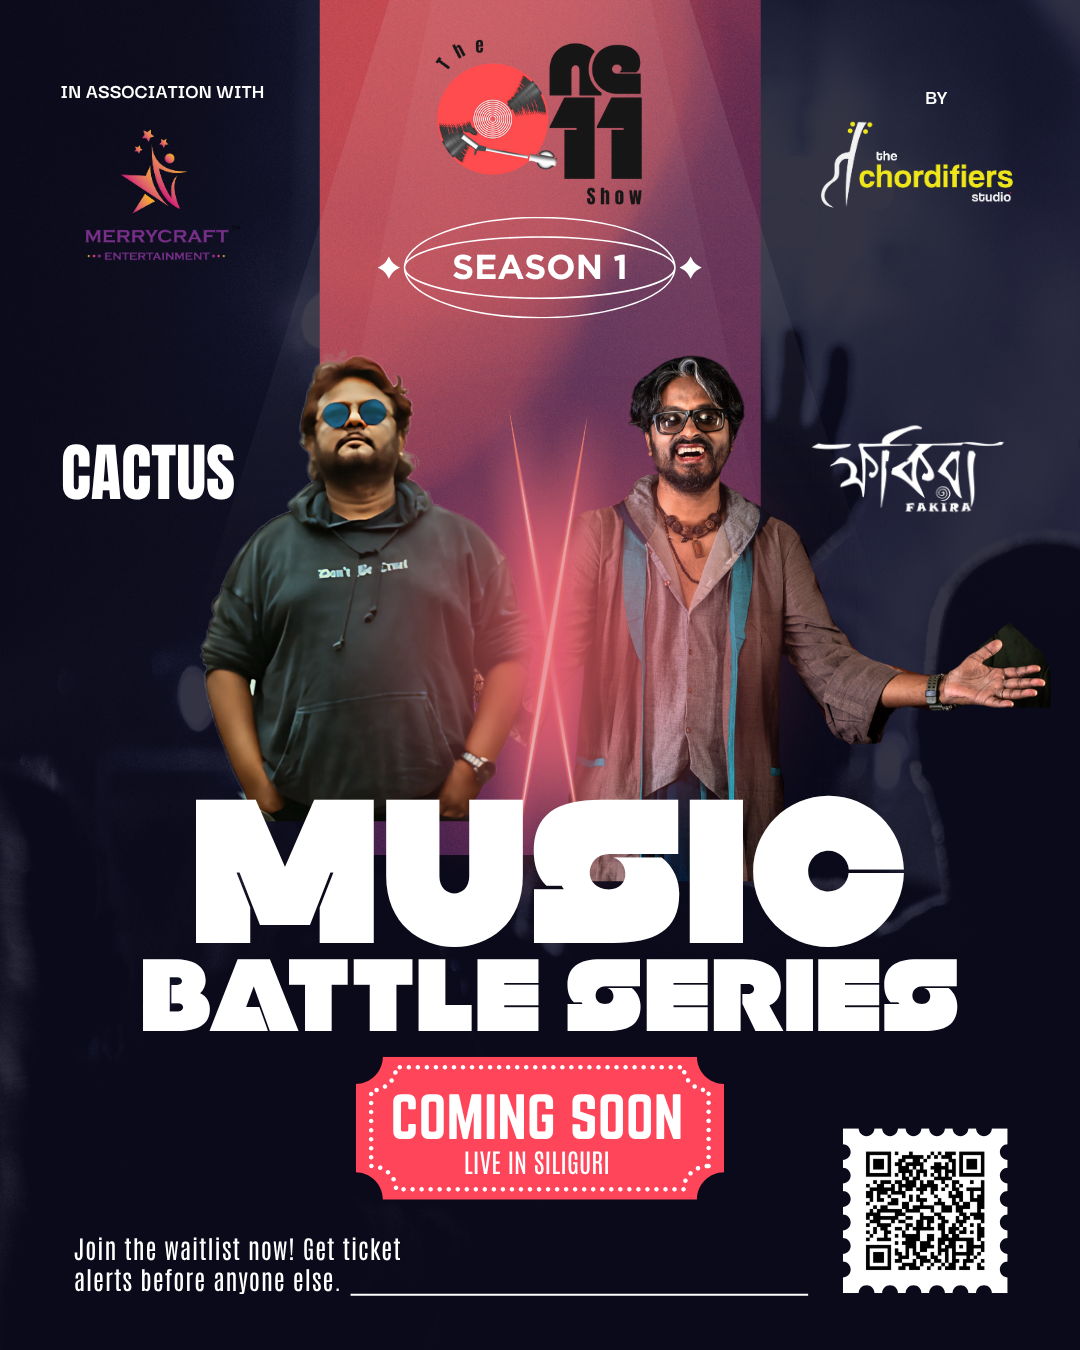 IN ASSOCIATION WITH
MERRYCRAFT
ENTERTAINMENT
The
One
11
Show
SEASON 1
BY
the
chordifiers
studio
CACTUS
Don't Be Cruel
ফকিরা
FAKIRA
MUSIC
BATTLE SERIES
COMING SOON
LIVE IN SILIGURI
Join the waitlist now! Get ticket
alerts before anyone else.